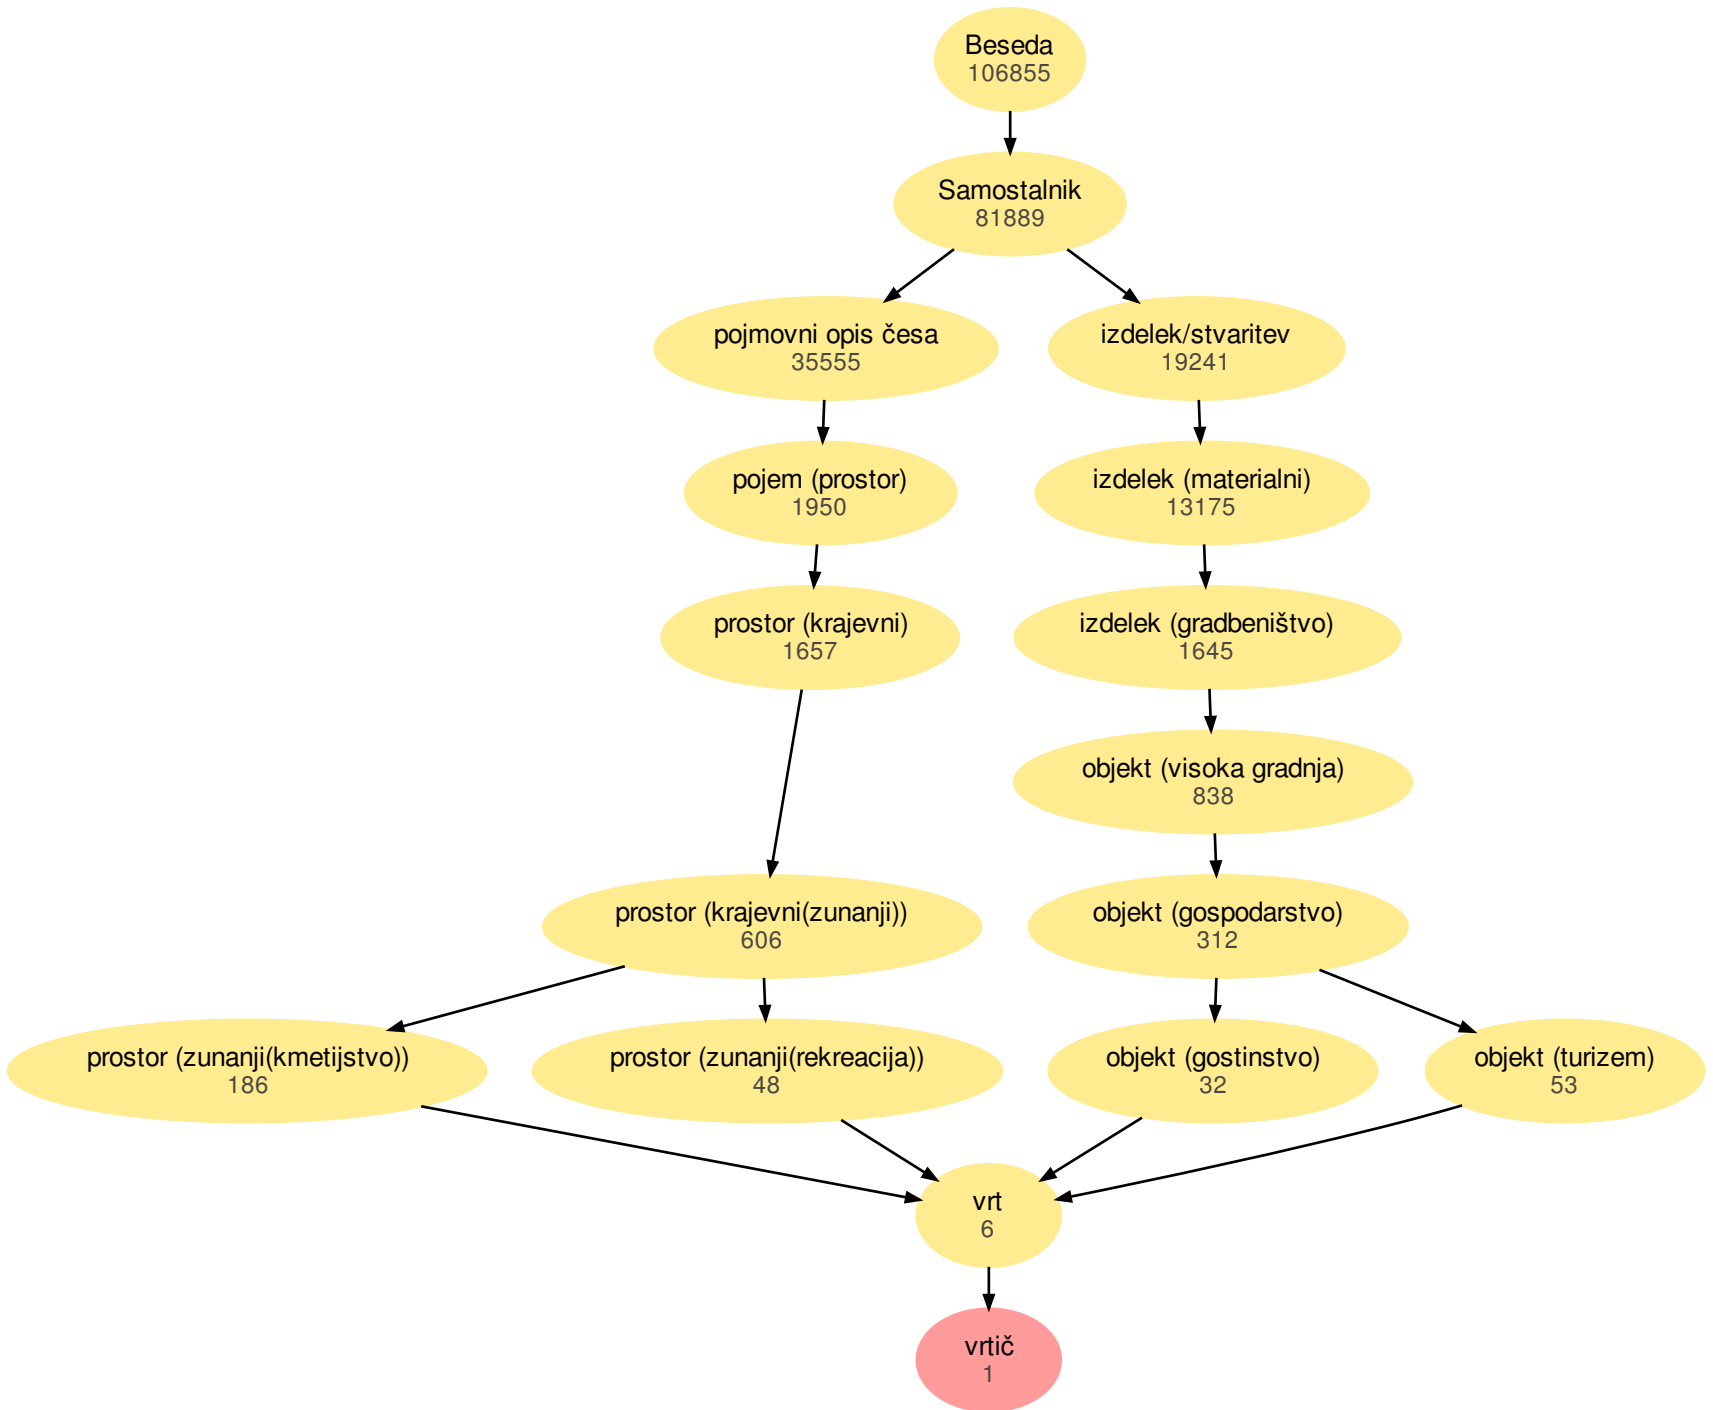 Beseda
106855
Samostalnik
81889
pojmovni opis česa
35555
izdelek/stvaritev
19241
pojem (prostor)
1950
izdelek (materialni)
13175
prostor (krajevni)
1657
izdelek (gradbeništvo)
1645
objekt (visoka gradnja)
838
prostor (krajevni(zunanji))
606
objekt (gospodarstvo)
312
prostor (zunanji(kmetijstvo))
186
prostor (zunanji(rekreacija))
48
objekt (gostinstvo)
32
objekt (turizem)
53
vrt
6
vrtič
1